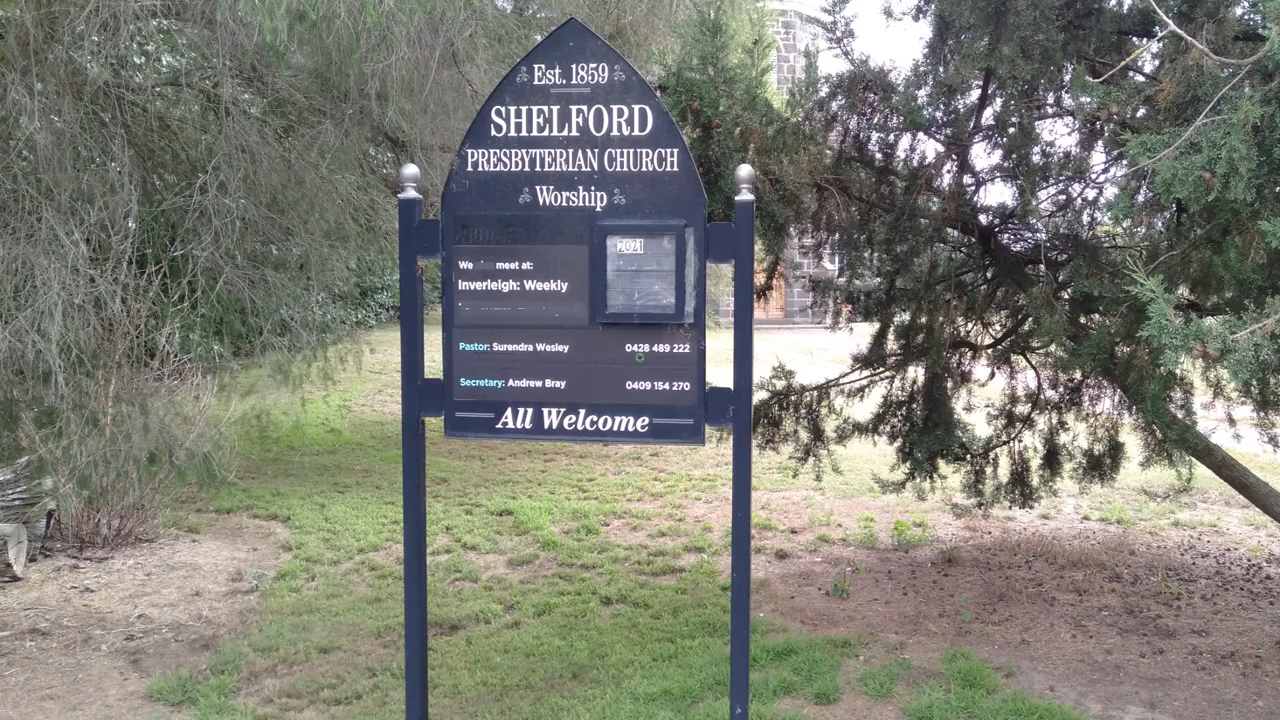 Est. 1859
SHELFORD
PRESBYTERIAN CHURCH
Worship
2021
We meet at:
Inverleigh: Weekly
Pastor: Surendra Wesley 0428 489 222
Secretary: Andrew Bray 0409 154 270
All Welcome